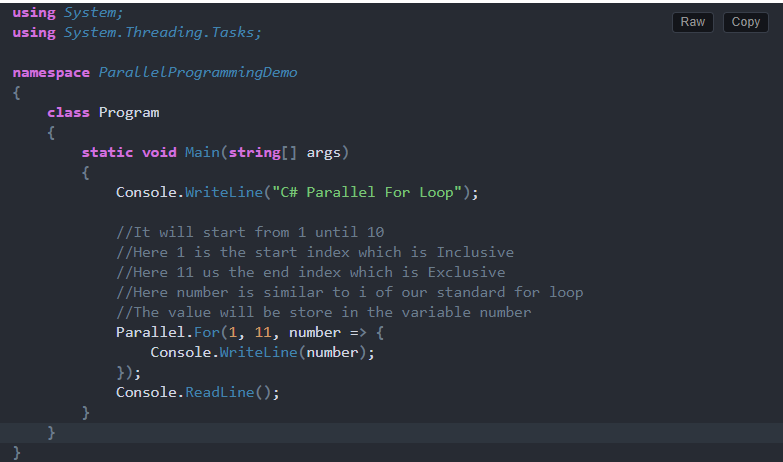 using System;
using System.Threading.Tasks;
Raw Copy
namespace ParallelProgrammingDemo
{
    class Program
    {
        static void Main(string[] args)
        {
            Console.WriteLine("C# Parallel For Loop");
            //It will start from 1 until 10
            //Here 1 is the start index which is Inclusive
            //Here 11 us the end index which is Exclusive
            //Here number is similar to i of our standard for loop
            //The value will be store in the variable number
            Parallel.For(1, 11, number => {
                Console.WriteLine(number);
            });
            Console.ReadLine();
        }
    }
}